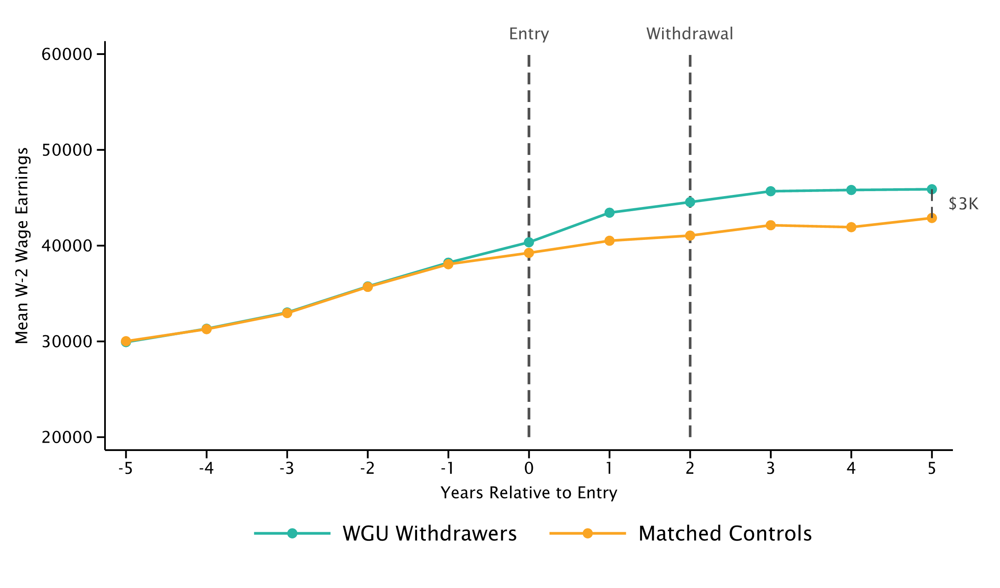 Entry
Withdrawal
60000
50000
40000
30000
20000
Mean W-2 Wage Earnings
$3K
-5 -4 -3 -2 -1 0 1 2 3 4 5
Years Relative to Entry
WGU Withdrawers
Matched Controls